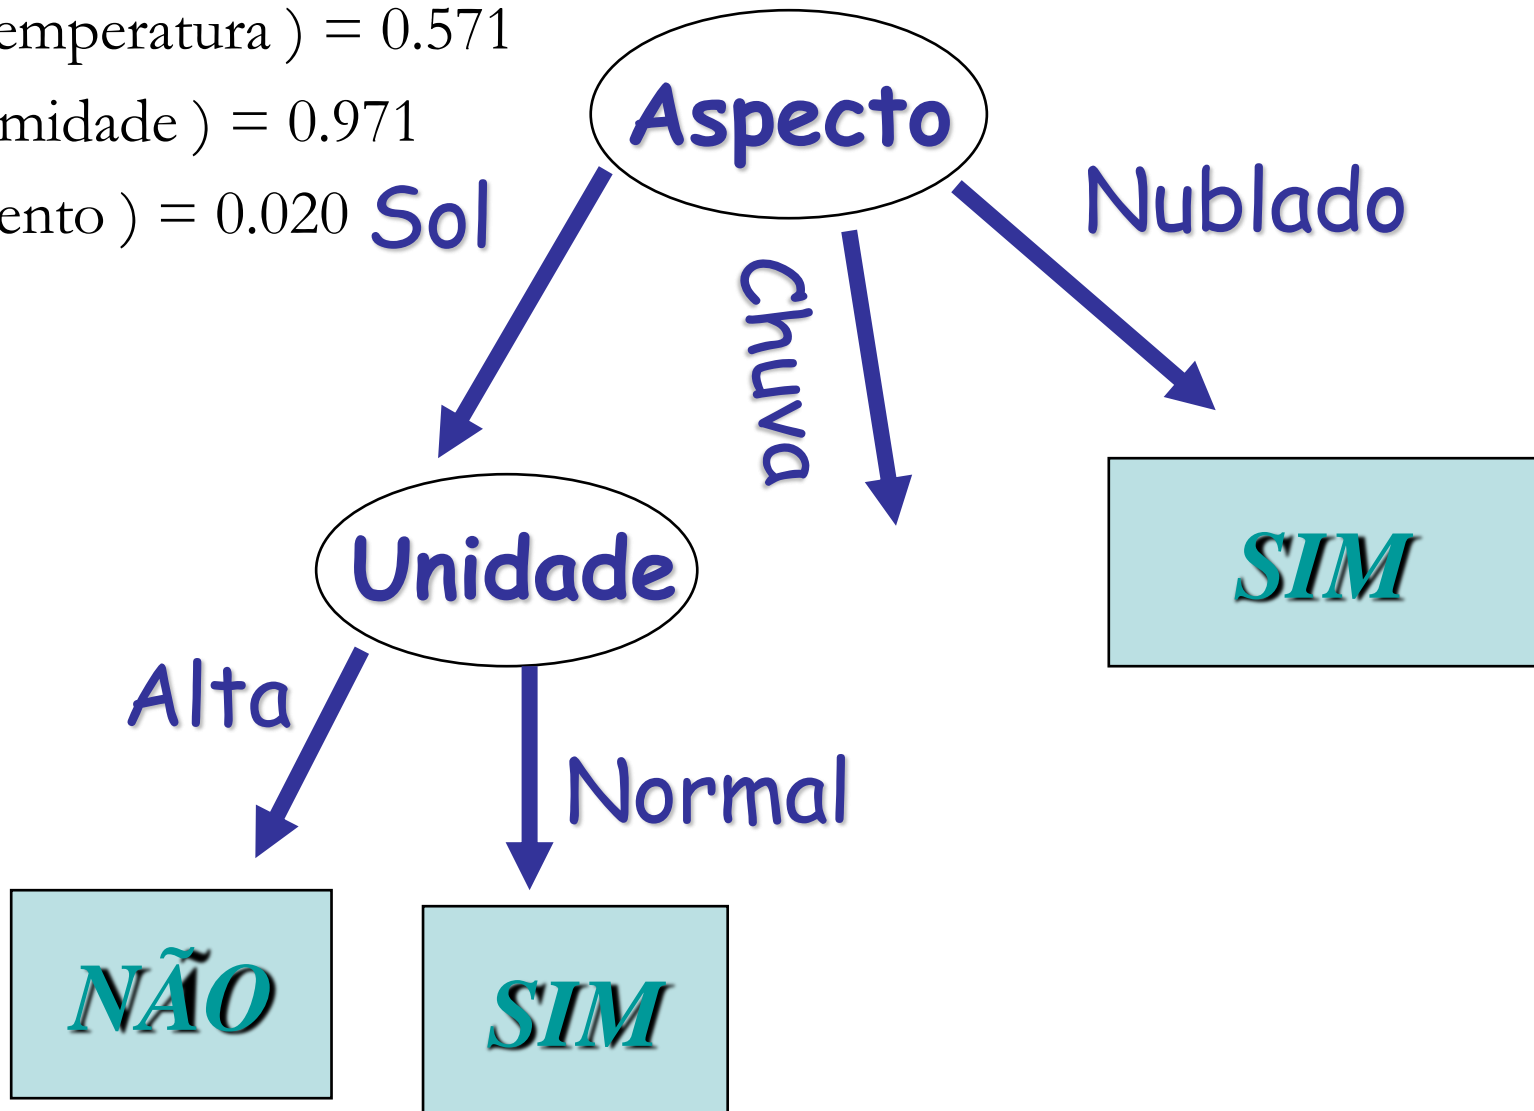 emperatura ) = 0.571
midade ) = 0.971
ento ) = 0.020
Aspecto
Sol
Chuva
Nublado
Unidade
SIM
Alta
Normal
NÃO
SIM